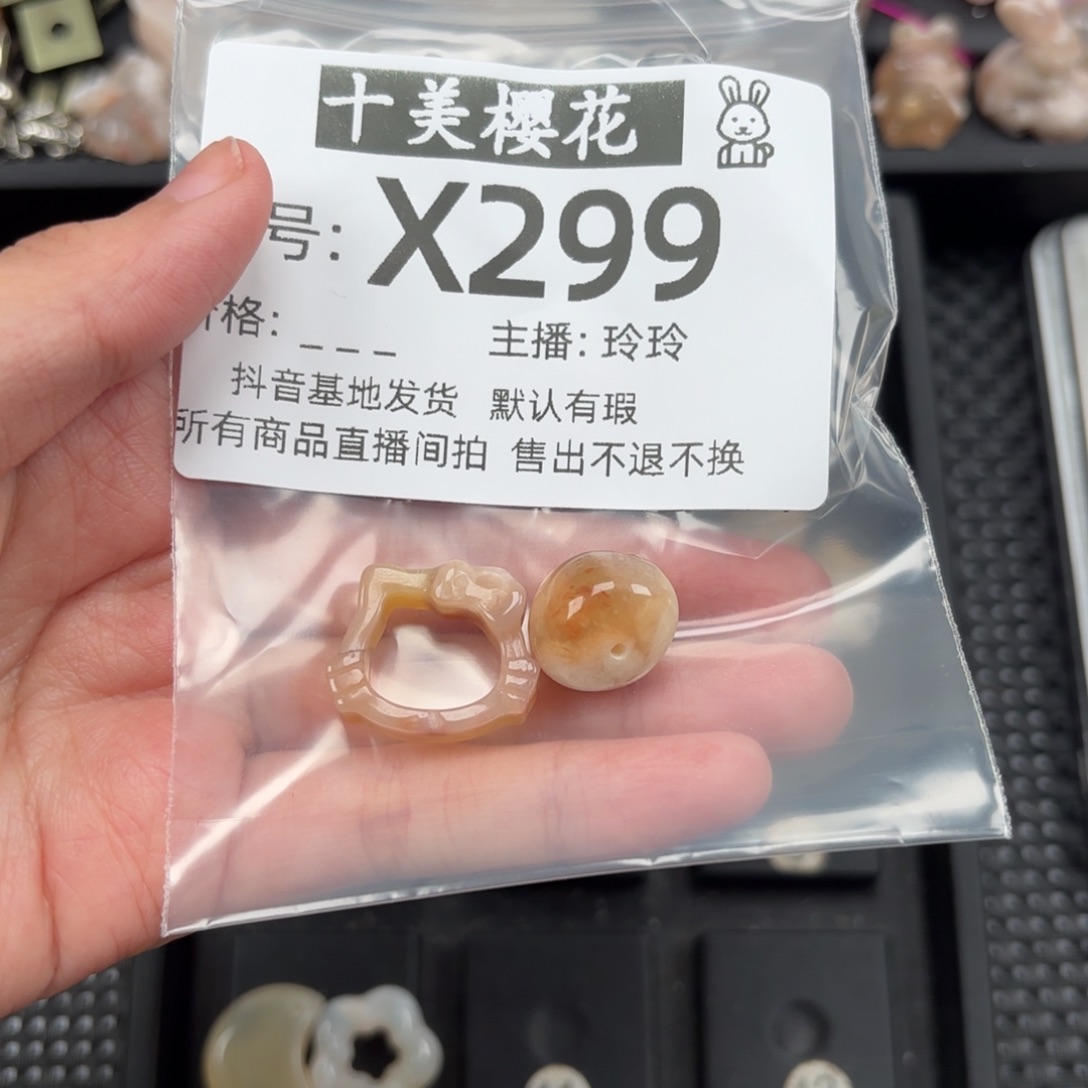 十美樱花
号: X299
格: _ _ _ 主播: 玲玲
抖音基地发货 默认有瑕
所有商品直播间拍 售出不退不换